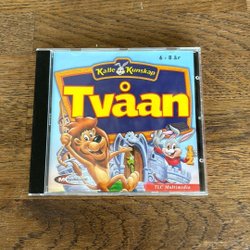 Kalle Kunskap
6 - 8 år
Tvåan
TLC Multimedia